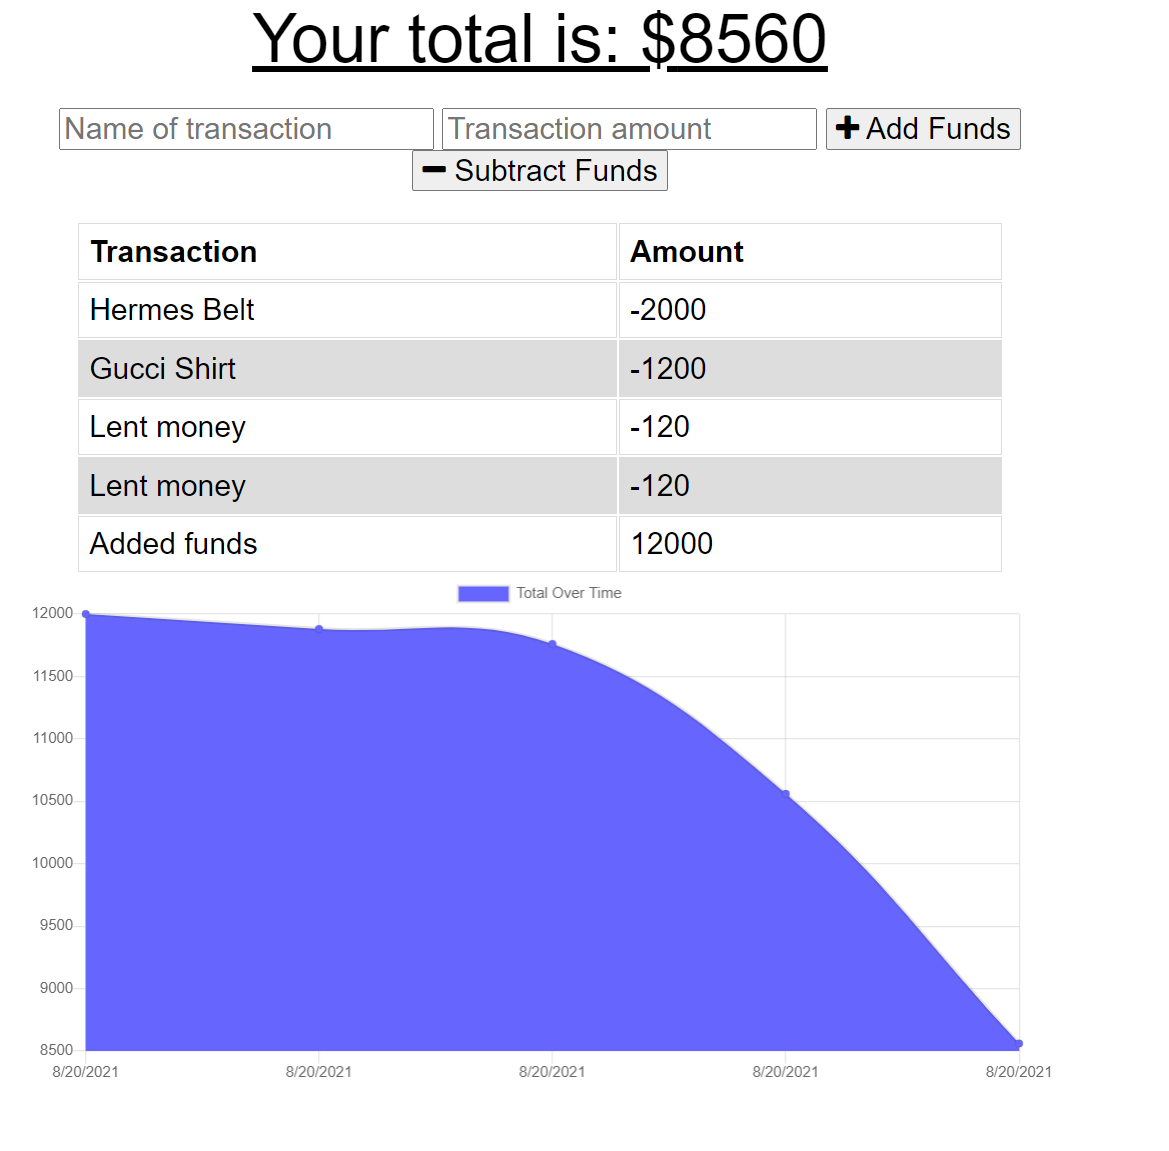 Your total is: $8560
Name of transaction Transaction amount Add Funds
Subtract Funds
Transaction Amount
Hermes Belt -2000
Gucci Shirt -1200
Lent money -120
Lent money -120
Added funds 12000
Total Over Time
12000
11500
11000
10500
10000
9500
9000
8500
8/20/2021 8/20/2021 8/20/2021 8/20/2021 8/20/2021